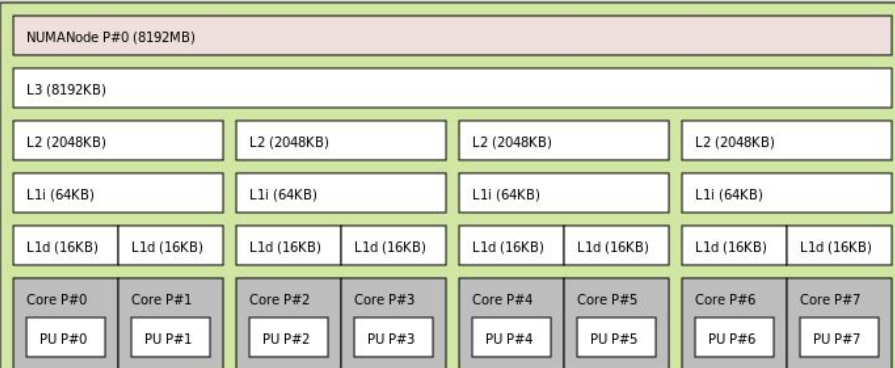 NUMANode P#0 (8192MB)
L3 (8192KB)
L2 (2048KB) L2 (2048KB) L2 (2048KB) L2 (2048KB)
L1i (64KB) L1i (64KB) L1i (64KB) L1i (64KB)
L1d (16KB) L1d (16KB) L1d (16KB) L1d (16KB) L1d (16KB) L1d (16KB) L1d (16KB) L1d (16KB)
Core P#0 Core P#1 Core P#2 Core P#3 Core P#4 Core P#5 Core P#6 Core P#7
PU P#0 PU P#1 PU P#2 PU P#3 PU P#4 PU P#5 PU P#6 PU P#7